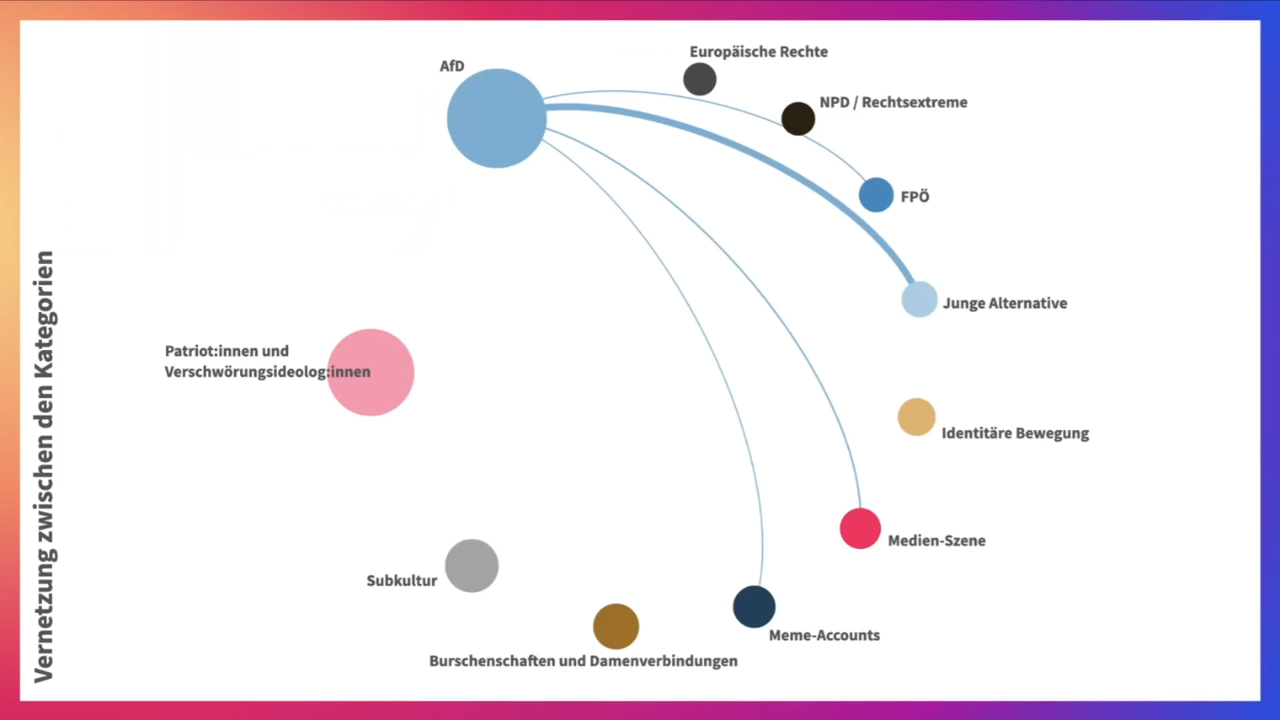 Vernetzung zwischen den Kategorien
Europäische Rechte
AfD
NPD / Rechtsextreme
FPÖ
Junge Alternative
Patriot:innen und
Verschwörungsideolog:innen
Identitäre Bewegung
Medien-Szene
Subkultur
Meme-Accounts
Burschenschaften und Damenverbindungen